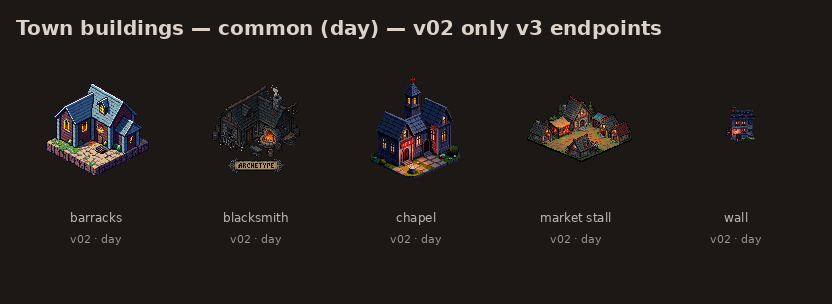 Town buildings — common (day) — v02 only v3 endpoints
ARCHETYPE
barracks
blacksmith
chapel
market stall
wall
v02 · day
v02 · day
v02 · day
v02 · day
v02 · day